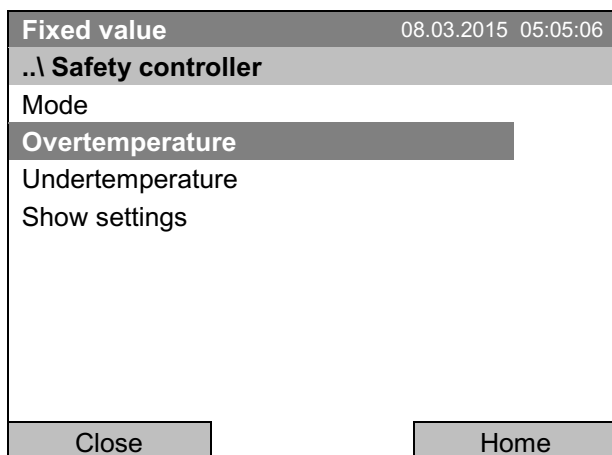 Fixed value 08.03.2015 05:05:06
..\ Safety controller
Mode
Overtemperature
Undertemperature
Show settings
Close Home